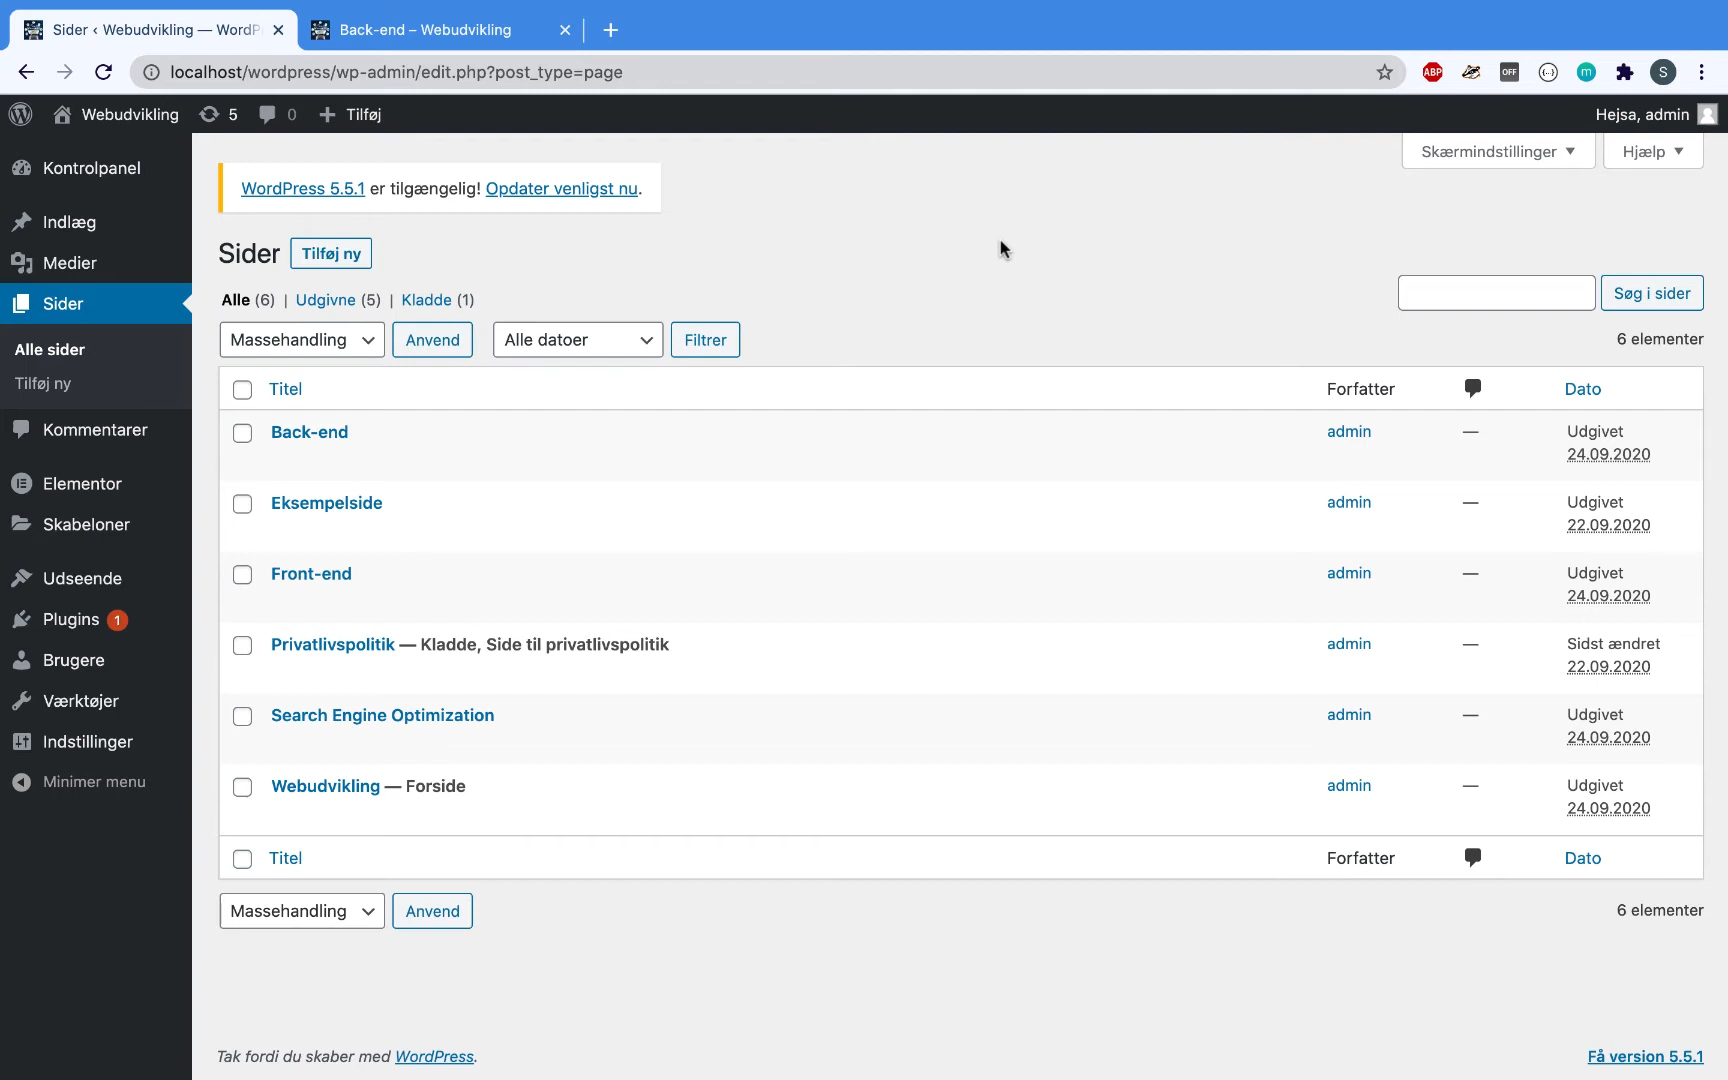 Sider ‹ Webudvikling — WordP
Back-end – Webudvikling
localhost/wordpress/wp-admin/edit.php?post_type=page
ABP
OFF
m
S
Webudvikling
5
0
Tilføj
Hejsa, admin
Kontrolpanel
Indlæg
Medier
Sider
Alle sider
Tilføj ny
Kommentarer
Elementor
Skabeloner
Udseende
Plugins 1
Brugere
Værktøjer
Indstillinger
Minimer menu
Skærmindstillinger
Hjælp
WordPress 5.5.1 er tilgængelig! Opdater venligst nu.
Sider
Tilføj ny
Alle (6) | Udgivne (5) | Kladde (1)
Søg i sider
Massehandling
Anvend
Alle datoer
Filtrer
6 elementer
Titel
Forfatter
Dato
Back-end
admin
—
Udgivet
24.09.2020
Eksempelside
admin
—
Udgivet
22.09.2020
Front-end
admin
—
Udgivet
24.09.2020
Privatlivspolitik — Kladde, Side til privatlivspolitik
admin
—
Sidst ændret
22.09.2020
Search Engine Optimization
admin
—
Udgivet
24.09.2020
Webudvikling — Forside
admin
—
Udgivet
24.09.2020
Titel
Forfatter
Dato
Massehandling
Anvend
6 elementer
Tak fordi du skaber med WordPress.
Få version 5.5.1